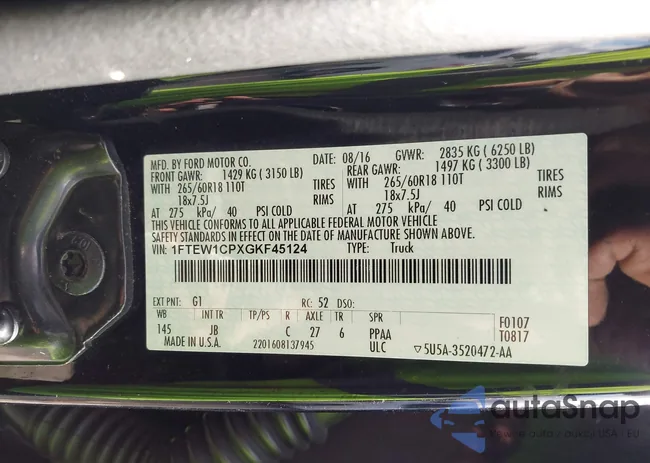 MFD. BY FORD MOTOR CO. DATE: 08/16 GVWR: 2835 KG ( 6250 LB)
FRONT GAWR: 1429 KG ( 3150 LB) REAR GAWR: 1497 KG ( 3300 LB)
WITH 265/60R18 110T TIRES WITH 265/60R18 110T TIRES
18x7.5J RIMS 18x7.5J RIMS
AT 275 kPa/ 40 PSI COLD AT 275 kPa/ 40 PSI COLD
THIS VEHICLE CONFORMS TO ALL APPLICABLE FEDERAL MOTOR VEHICLE
SAFETY STANDARDS IN EFFECT ON THE DATE OF MANUFACTURE SHOWN ABOVE.
VIN: 1FTEW1CPXGKF45124 TYPE: Truck
EXT PNT: G1 RC: 52 DSO:
WB INT TR TP/PS R AXLE TR SPR F0107
145 JB C 27 6 PPAA T0817
MADE IN U.S.A. 2201608137945 ULC ▽5U5A-3520472-AA
autoSnap